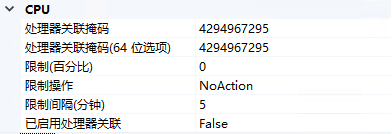 CPU
处理器关联掩码 4294967295
处理器关联掩码(64 位选项) 4294967295
限制(百分比) 0
限制操作 NoAction
限制间隔(分钟) 5
已启用处理器关联 False